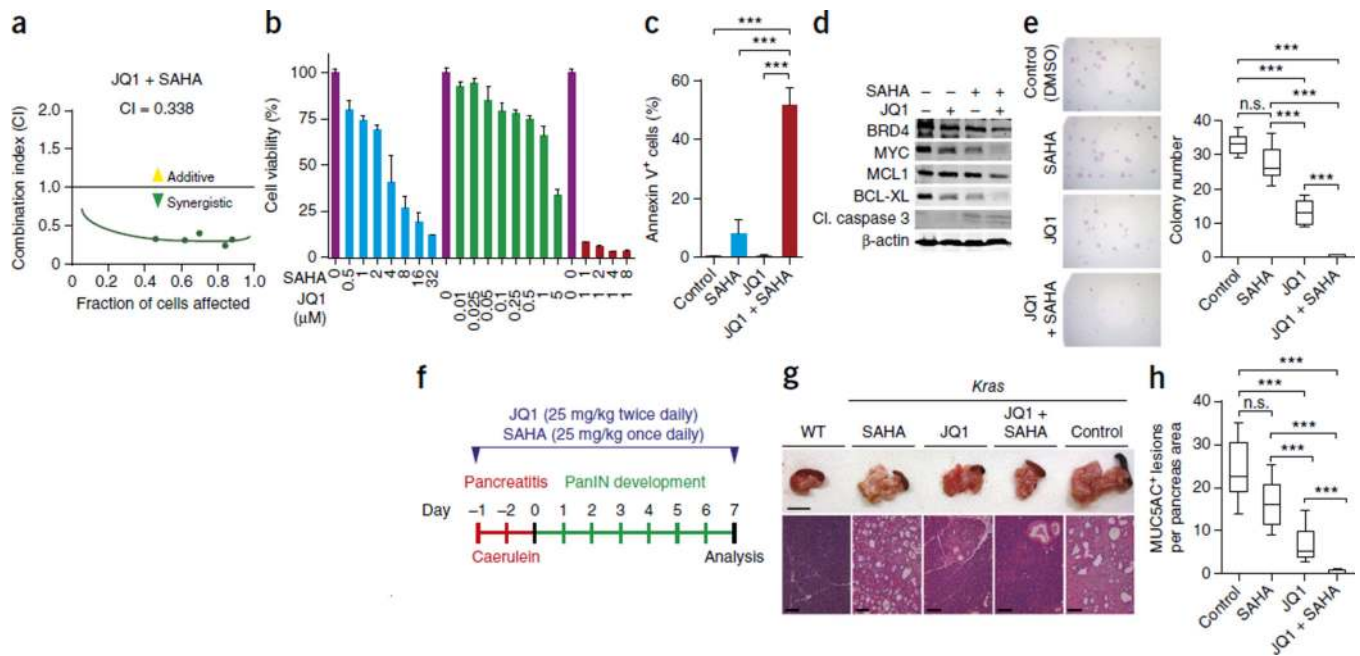 a
JQ1 + SAHA
CI = 0.338
Combination index (CI)
2.0
1.5
1.0
0.5
0
Additive
Synergistic
0 0.2 0.4 0.6 0.8 1.0
Fraction of cells affected
b
Cell viability (%)
100
75
50
25
0
SAHA
0 0.5 1 2 4 8 16 32
1 2 4 8
JQ1
(μM)
0 0.01 0.025 0.05 0.1 0.25 0.5 1 5
0 1 1 1 1
c
***
***
***
Annexin V+ cells (%)
60
40
20
0
Control
SAHA
JQ1
JQ1 + SAHA
d
SAHA – – + +
JQ1 – + – +
BRD4
MYC
MCL1
BCL-XL
Cl. caspase 3
β-actin
e
Control
(DMSO)
SAHA
JQ1
JQ1
+ SAHA
***
***
***
n.s.
***
***
Colony number
40
30
20
10
0
Control
SAHA
JQ1
JQ1 + SAHA
f
JQ1 (25 mg/kg twice daily)
SAHA (25 mg/kg once daily)
Pancreatitis PanIN development
Day –1 –2 0 1 2 3 4 5 6 7
Caerulein Analysis
g
Kras
WT SAHA JQ1 JQ1 + SAHA Control
h
***
***
n.s.
***
***
***
MUC5AC+ lesions
per pancreas area
40
30
20
10
0
Control
SAHA
JQ1
JQ1 + SAHA